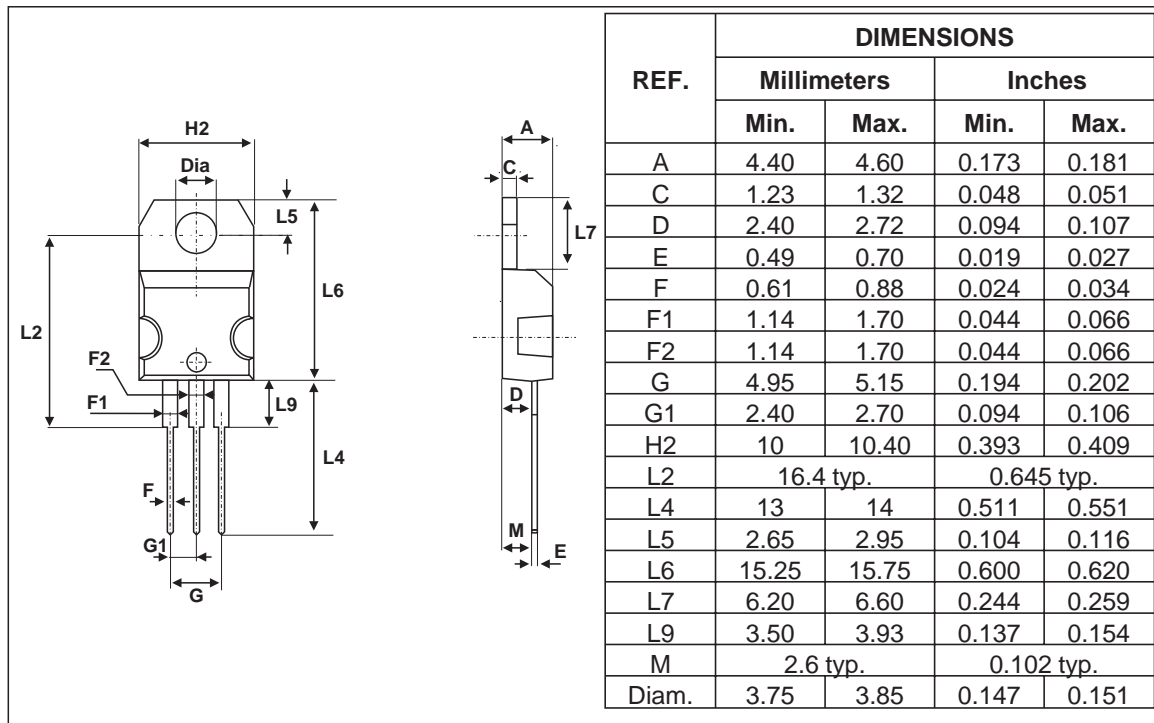 H2
Dia
L5
L6
L2
F2
F1
L9
L4
F
G1
G
A
C
L7
D
M
E
REF. DIMENSIONS
Millimeters Inches
Min. Max. Min. Max.
A 4.40 4.60 0.173 0.181
C 1.23 1.32 0.048 0.051
D 2.40 2.72 0.094 0.107
E 0.49 0.70 0.019 0.027
F 0.61 0.88 0.024 0.034
F1 1.14 1.70 0.044 0.066
F2 1.14 1.70 0.044 0.066
G 4.95 5.15 0.194 0.202
G1 2.40 2.70 0.094 0.106
H2 10 10.40 0.393 0.409
L2 16.4 typ. 0.645 typ.
L4 13 14 0.511 0.551
L5 2.65 2.95 0.104 0.116
L6 15.25 15.75 0.600 0.620
L7 6.20 6.60 0.244 0.259
L9 3.50 3.93 0.137 0.154
M 2.6 typ. 0.102 typ.
Diam. 3.75 3.85 0.147 0.151